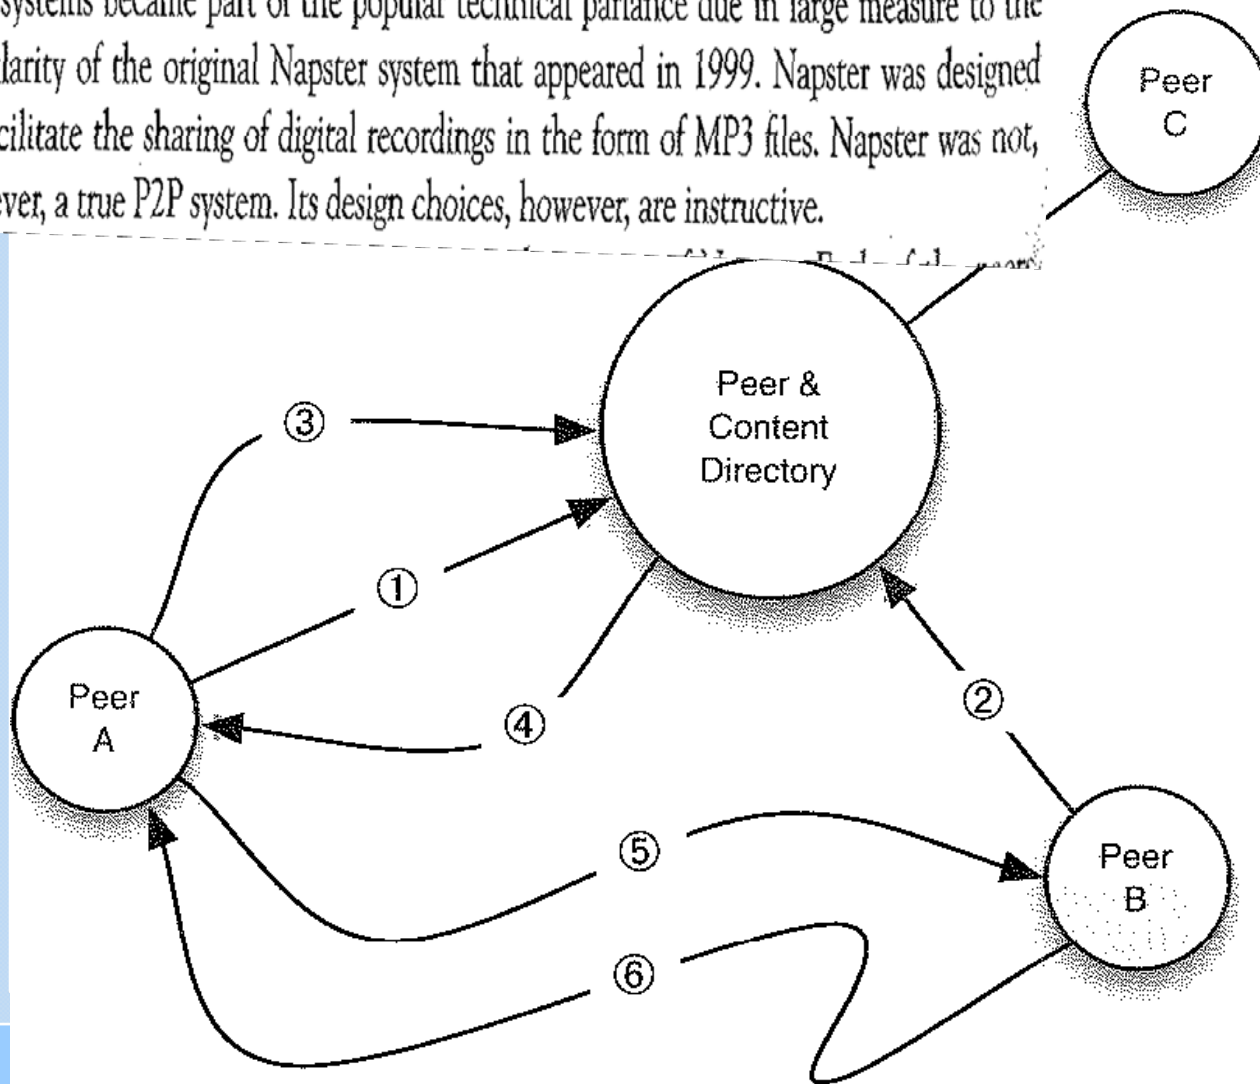 systems became part of the popular technical parlance due in large measure to the
larity of the original Napster system that appeared in 1999. Napster was designed
cilitate the sharing of digital recordings in the form of MP3 files. Napster was not,
ver, a true P2P system. Its design choices, however, are instructive.
Peer
C
Peer &
Content
Directory
③
①
Peer
A
④
②
⑤
Peer
B
⑥